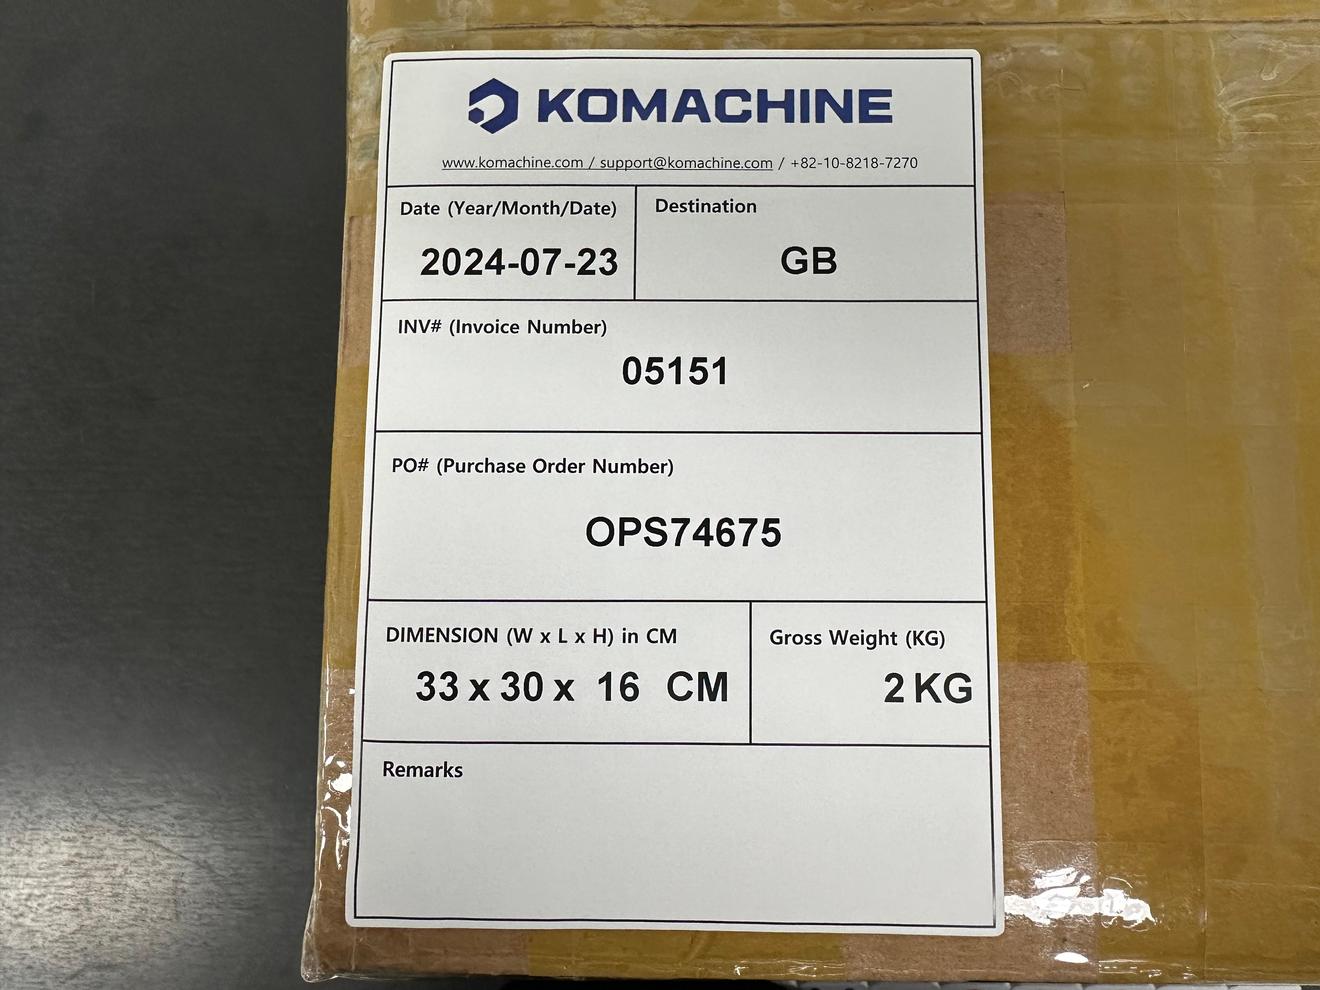 KOMACHINE
www.komachine.com / support@komachine.com / +82-10-8218-7270
Date (Year/Month/Date)
2024-07-23
Destination
GB
INV# (Invoice Number)
05151
PO# (Purchase Order Number)
OPS74675
DIMENSION (W x L x H) in CM
33 x 30 x 16 CM
Gross Weight (KG)
2 KG
Remarks